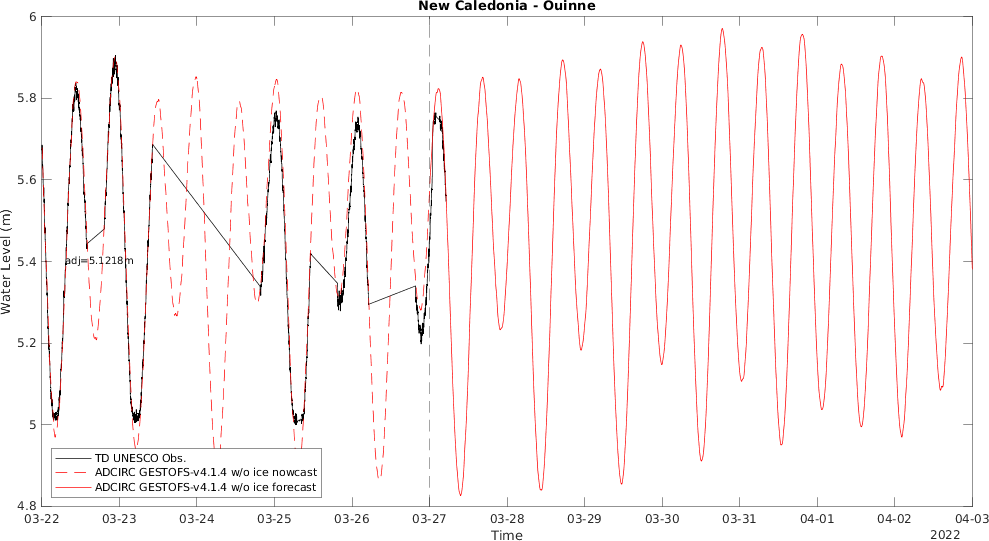 New Caledonia - Ouinne
6
5.8
5.6
5.4
5.2
5
4.8
Water Level (m)
adj=5.1218m
TD UNESCO Obs.
ADCIRC GESTOFS-v4.1.4 w/o ice nowcast
ADCIRC GESTOFS-v4.1.4 w/o ice forecast
03-22 03-23 03-24 03-25 03-26 03-27 03-28 03-29 03-30 03-31 04-01 04-02 04-03
Time
2022